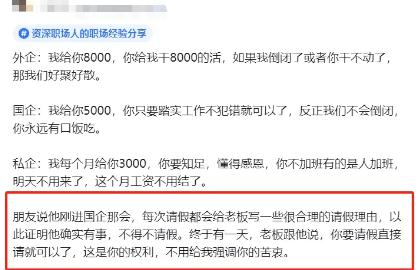 # 资深职场人的职场经验分享
外企：我给你8000，你给我干8000的活，如果我倒闭了或者你干不动了，
那我们好聚好散。
国企：我给你5000，你只要踏实工作不犯错就可以了，反正我们不会倒闭，
你永远有口饭吃。
私企：我每个月给你3000，你要知足，懂得感恩，你不加班有的是人加班，
明天不用来了，这个月工资不用结了。
朋友说他刚进国企那会，每次请假都会给老板写一些很合理的请假理由，以
此证明他确实有事，不得不请假。终于有一天，老板跟他说，你要请假直接
请就可以了，这是你的权利，不用给我强调你的苦衷。